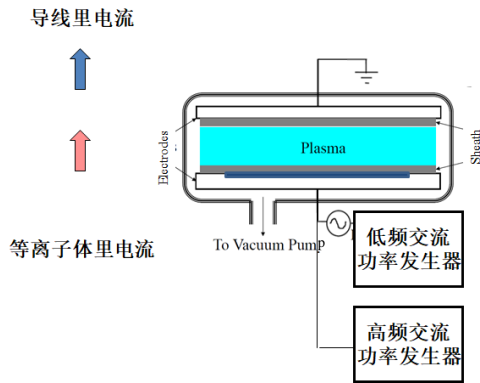 导线里电流
Electrodes
Plasma
Sheath
等离子体里电流
To Vacuum Pump
低频交流
功率发生器
高频交流
功率发生器